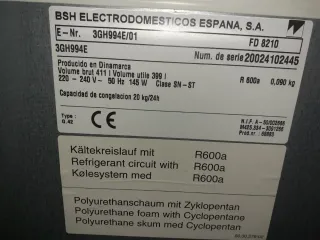 BSH ELECTRODOMESTICOS ESPANA, S.A.
E- Nr. 3GH994E/01 FD 8210
3GH994E Num. de serie 20024102445
Producido en Dinamarca R 600a 0,090 kg
Volume brut 411 l Volume utile 399 l
220 - 240 V - 50 Hz 145 W Clase SN-ST
Capacidad de congelacion 20 kg/24h
Type :
Kältekreislauf mit R600a
Refrigerant circuit with R600a
Kølesystem med R600a
Polyurethanschaum mit Zyklopentan
Polyurethane foam with Cyclopentane
Polyurethane skum med Cyclopentan